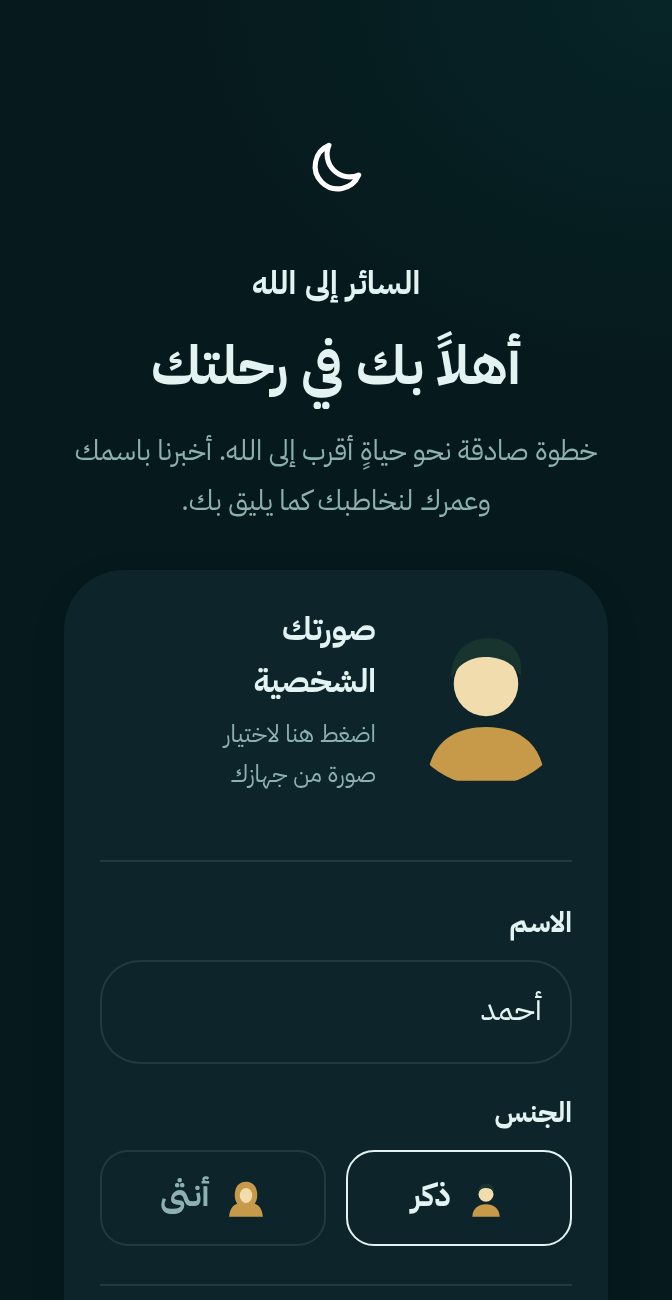 السائر إلى الله
أهلاً بك في رحلتك
خطوة صادقة نحو حياةٍ أقرب إلى الله. أخبرنا باسمك
وعمرك لنخاطبك كما يليق بك.
صورتك
الشخصية
اضغط هنا لاختيار
صورة من جهازك
الاسم
أحمد
الجنس
ذكر
أنثى